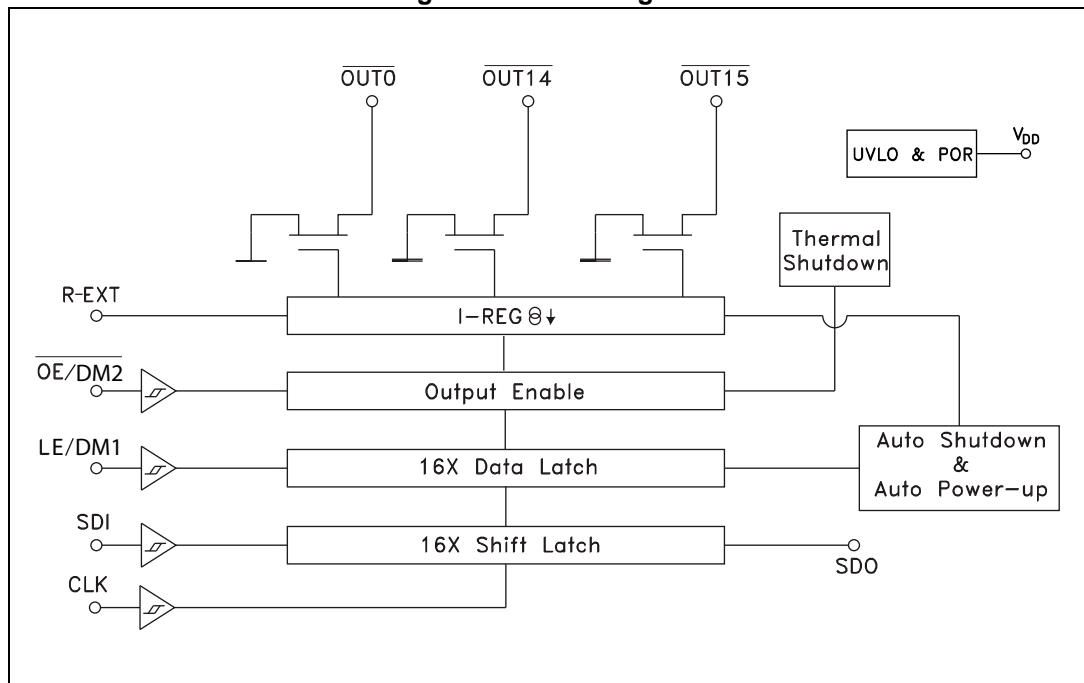 OUT0
OUT14
OUT15
UVLO & POR
VDD
Thermal
Shutdown
R-EXT
I-REG
OE/DM2
Output Enable
LE/DM1
16X Data Latch
Auto Shutdown
&
Auto Power-up
SDI
16X Shift Latch
SDO
CLK